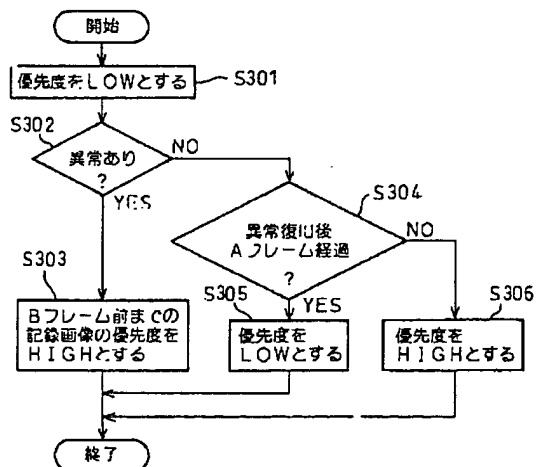 開始
優先度をLOWとする
S301
S302
異常あり
?
NO
YES
S304
異常復旧後
Aフレーム経過
?
NO
YES
S303
Bフレーム前までの
記録画像の優先度を
HIGHとする
S305
優先度を
LOWとする
S306
優先度を
HIGHとする
終了